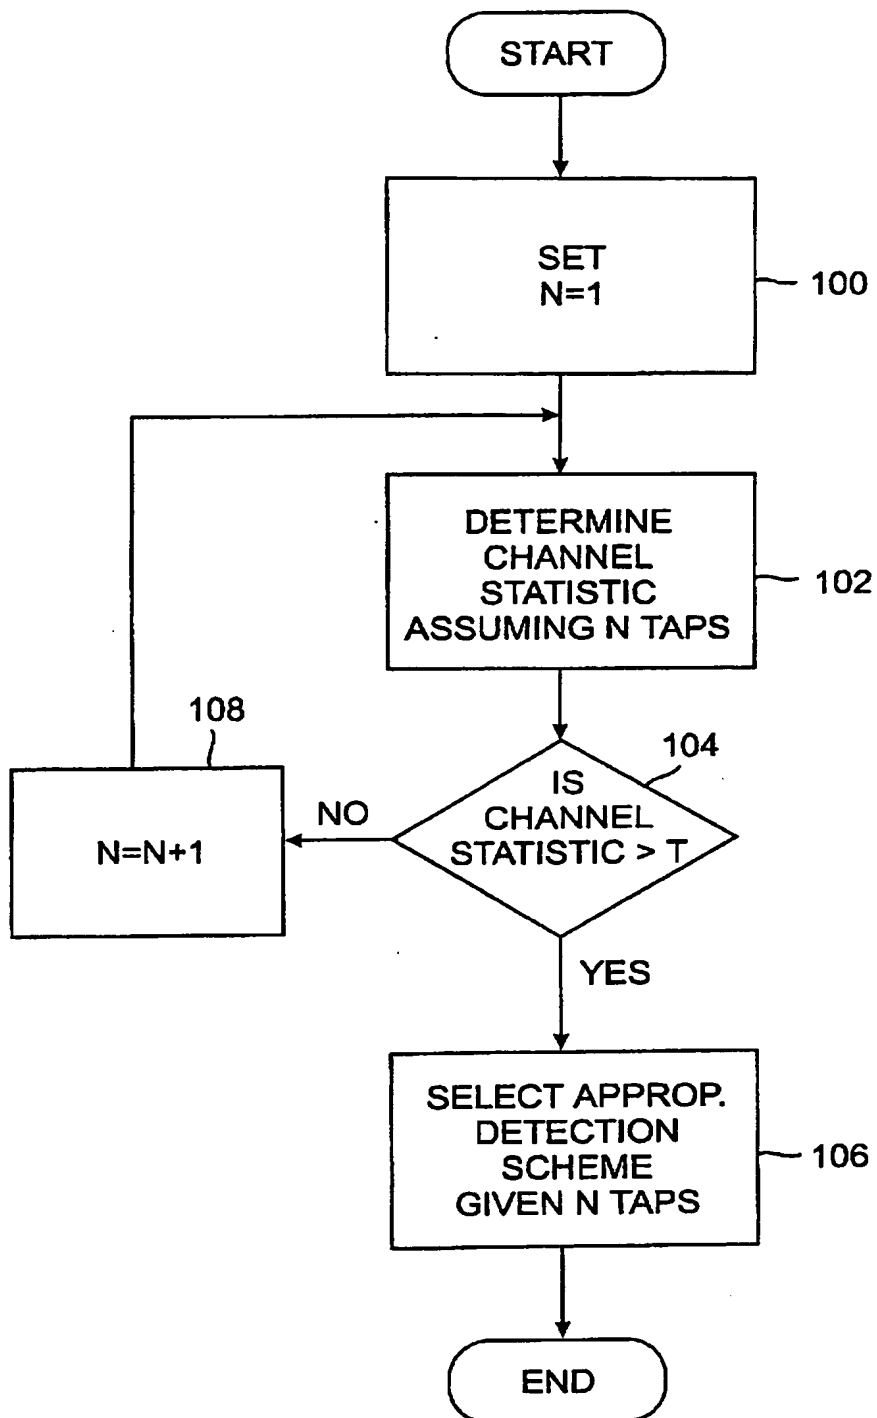 START
SET
N=1
100
DETERMINE
CHANNEL
STATISTIC
ASSUMING N TAPS
102
108
104
IS
CHANNEL
STATISTIC > T
NO
N=N+1
YES
SELECT APPROP.
DETECTION
SCHEME
GIVEN N TAPS
106
END